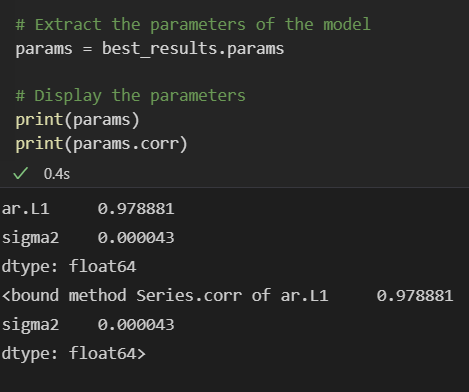 # Extract the parameters of the model
params = best_results.params
# Display the parameters
print(params)
print(params.corr)
✓ 0.4s
ar.L1     0.978881
sigma2    0.000043
dtype: float64
<bound method Series.corr of ar.L1     0.978881
sigma2    0.000043
dtype: float64>